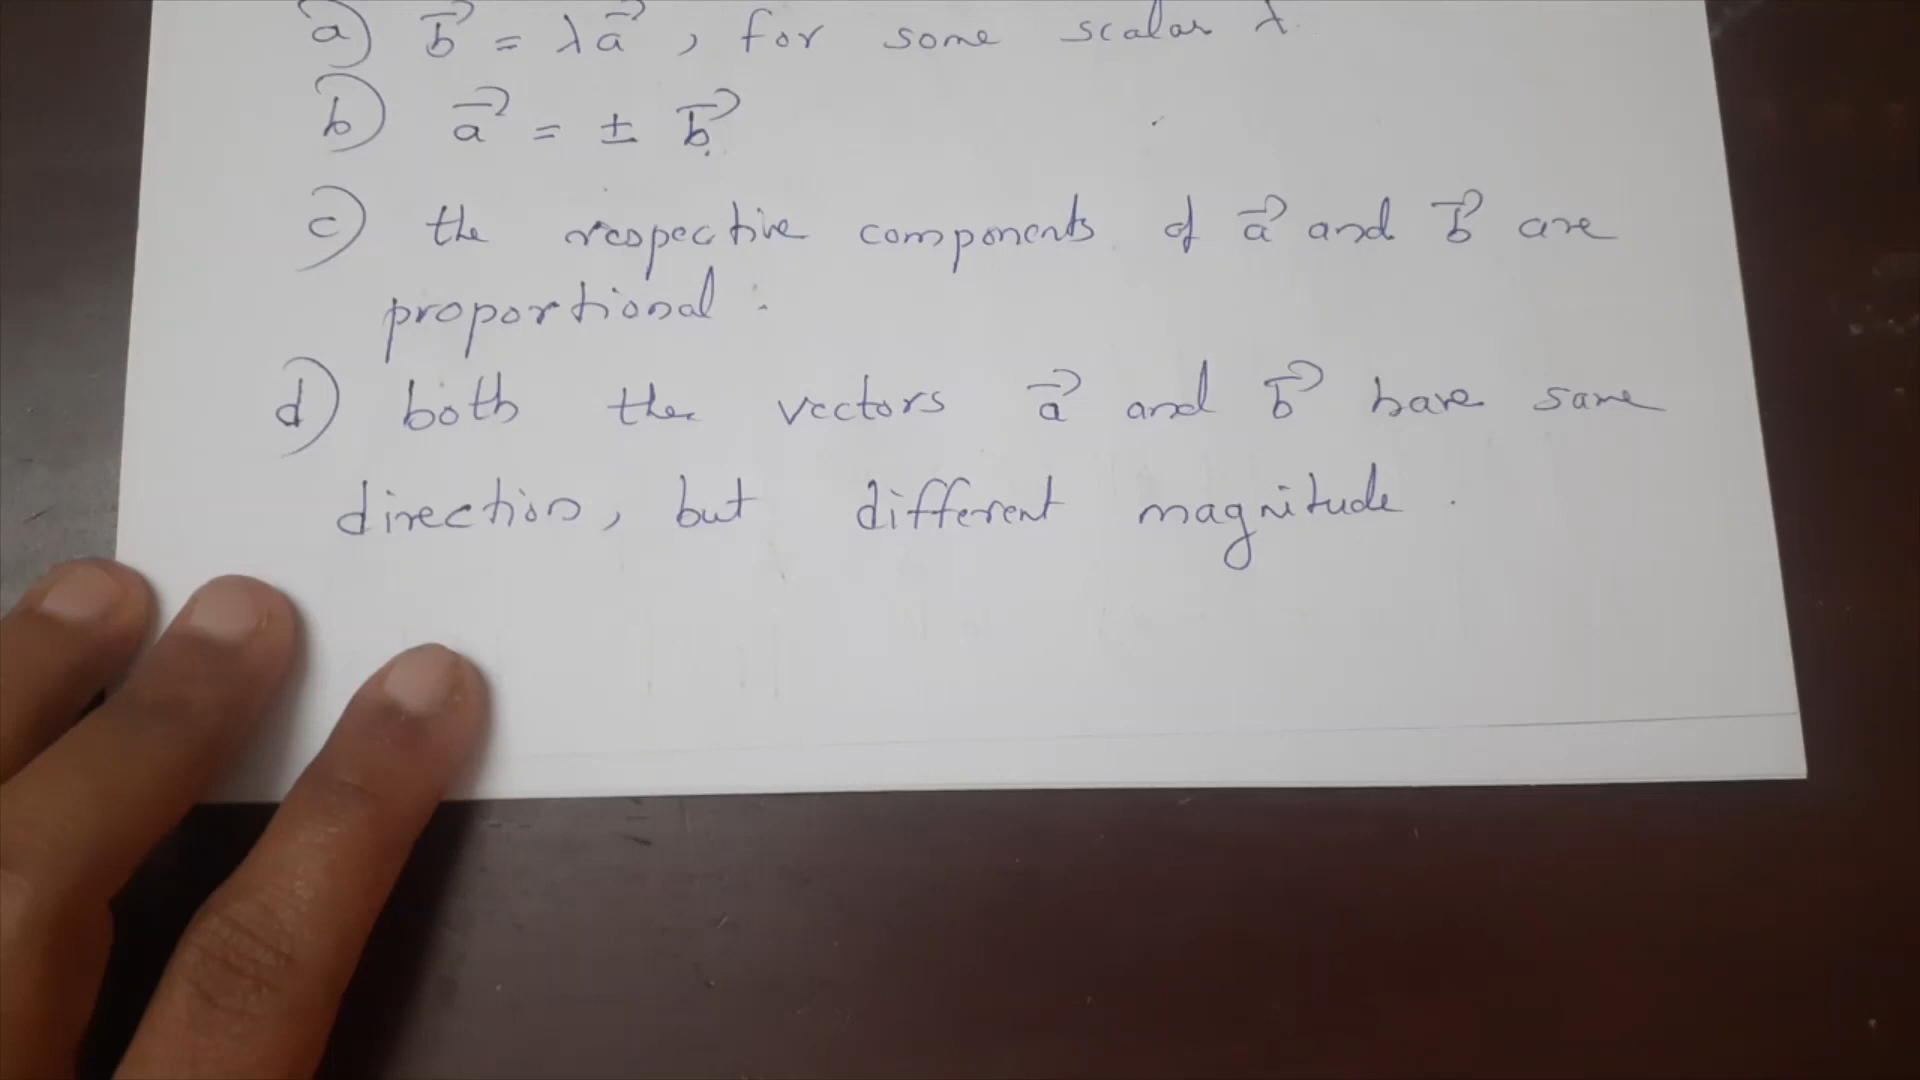 a) b⃗ = λa⃗, for some scalar λ.
b) a⃗ = ± b⃗
c) the respective components of a⃗ and b⃗ are
proportional.
d) both the vectors a⃗ and b⃗ have same
direction, but different magnitude.